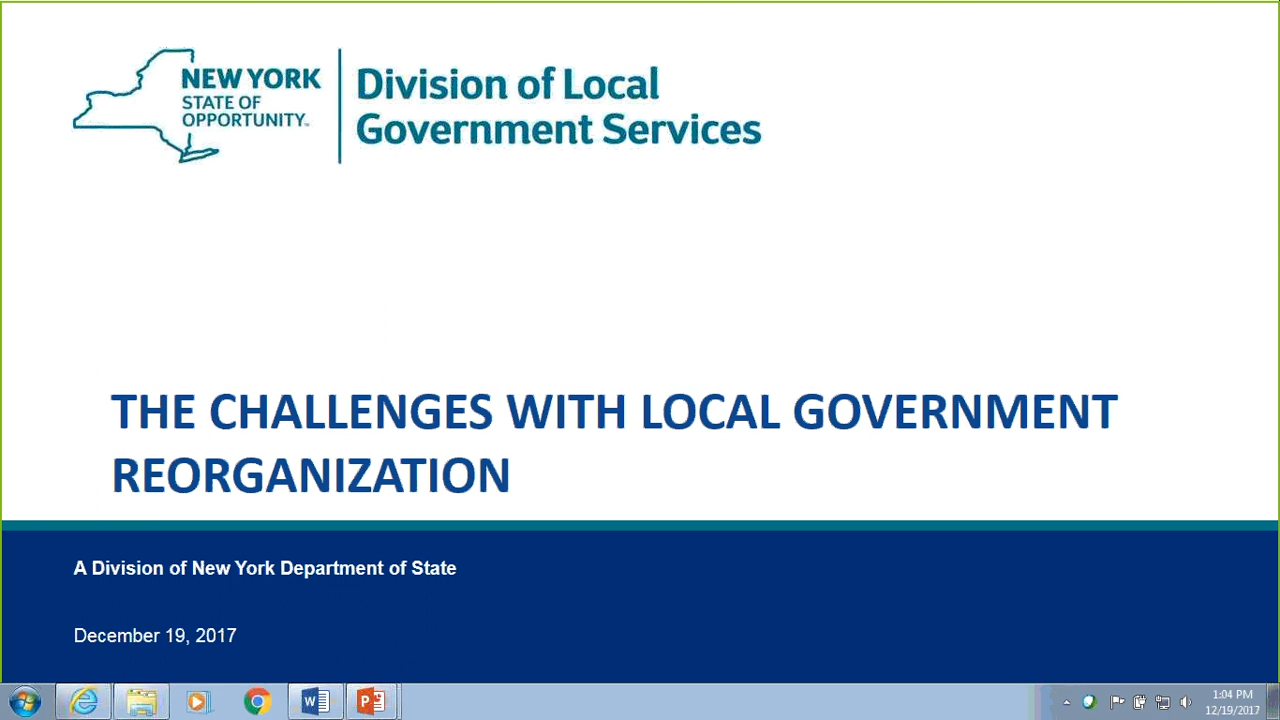 NEW YORK
STATE OF
OPPORTUNITY™
Division of Local
Government Services
THE CHALLENGES WITH LOCAL GOVERNMENT
REORGANIZATION
A Division of New York Department of State
December 19, 2017
1:04 PM
12/19/2017